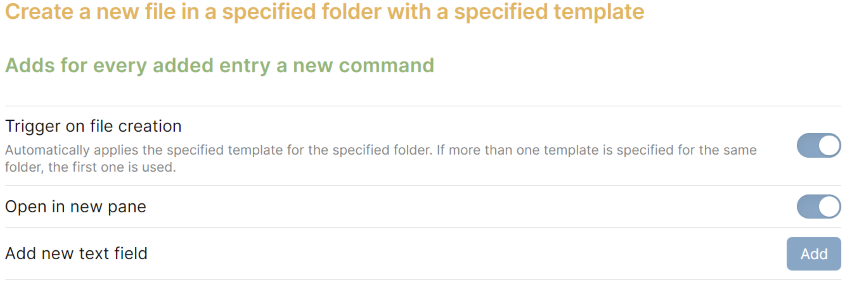 Create a new file in a specified folder with a specified template
Adds for every added entry a new command
Trigger on file creation
Automatically applies the specified template for the specified folder. If more than one template is specified for the same
folder, the first one is used.
Open in new pane
Add new text field
Add